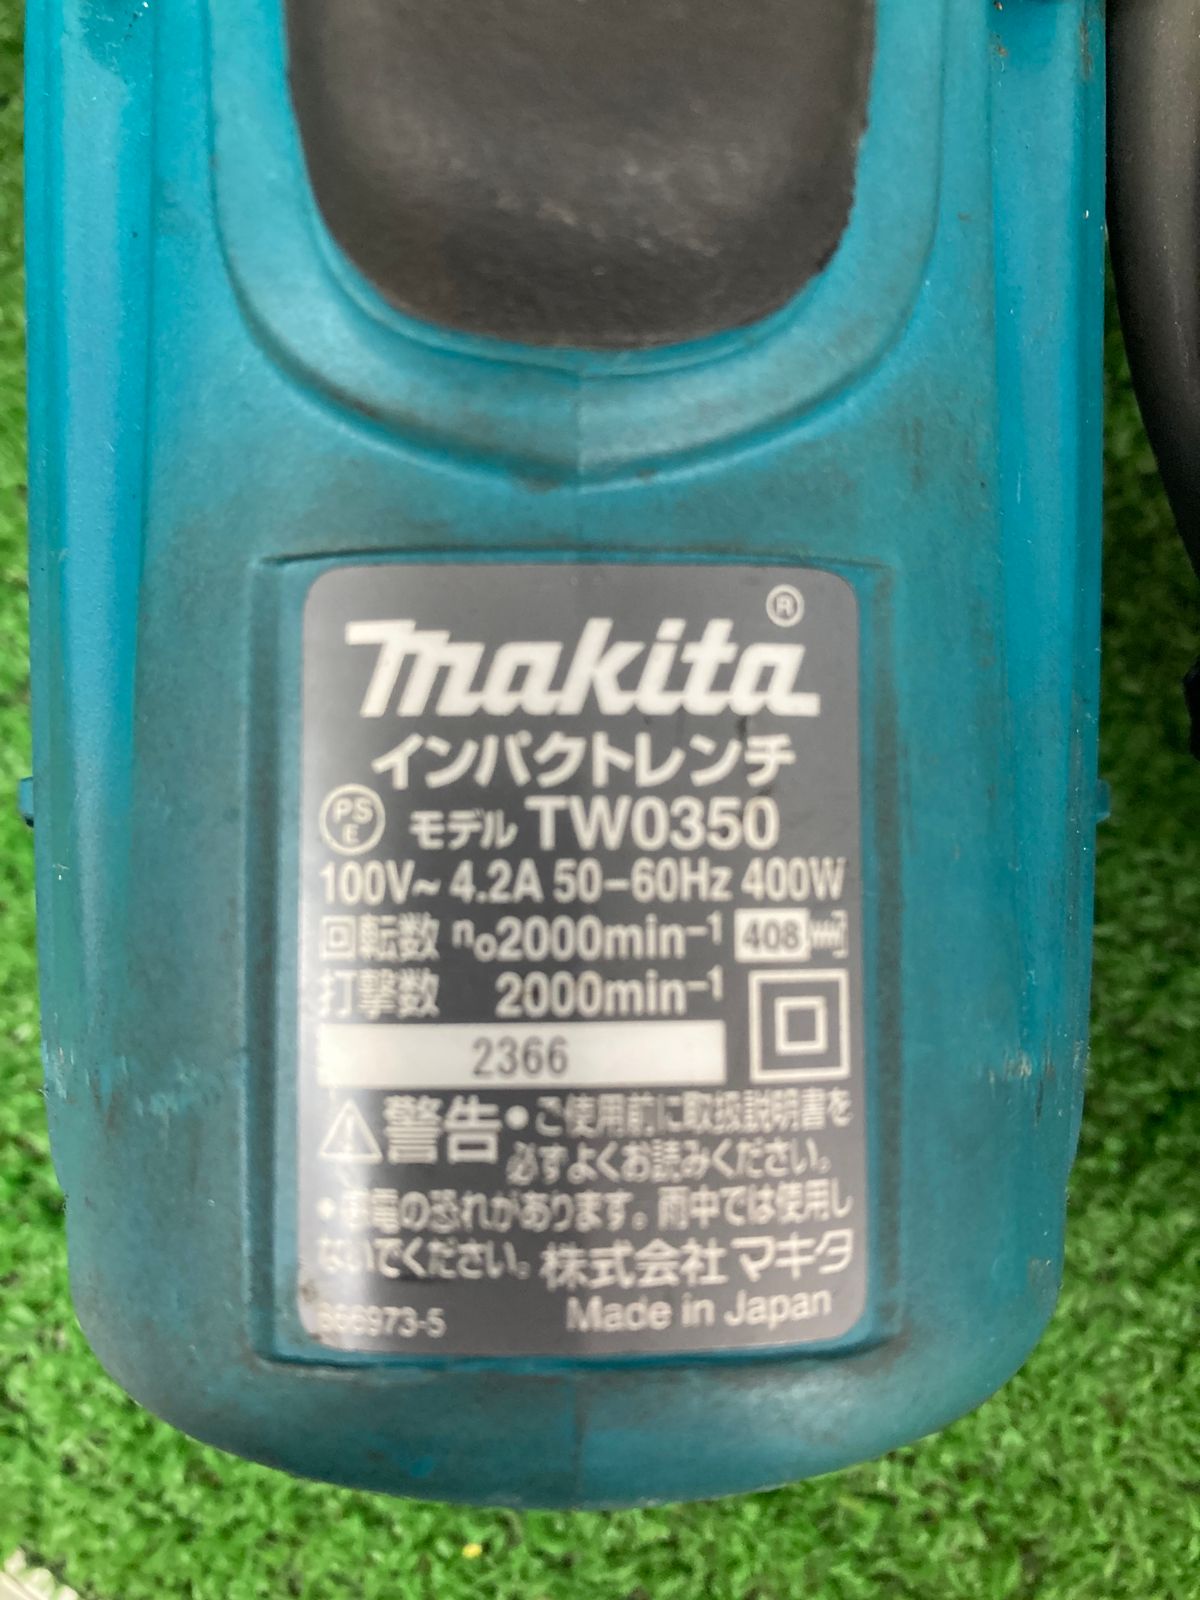 makita ®
インパクトレンチ
PSE モデル TW0350
100V~ 4.2A 50-60Hz 400W
回転数 no2000min-1 408
打撃数 2000min-1
2366
警告 • ご使用前に取扱説明書を
必ずよくお読みください。
• 感電の恐れがあります。雨中では使用し
ないでください。 株式会社 マキタ
866973-5 Made in Japan